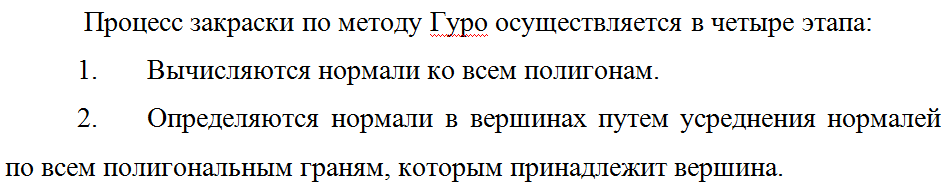 Процесс закраски по методу Гуро осуществляется в четыре этапа:
1. Вычисляются нормали ко всем полигонам.
2. Определяются нормали в вершинах путем усреднения нормалей
по всем полигональным граням, которым принадлежит вершина.